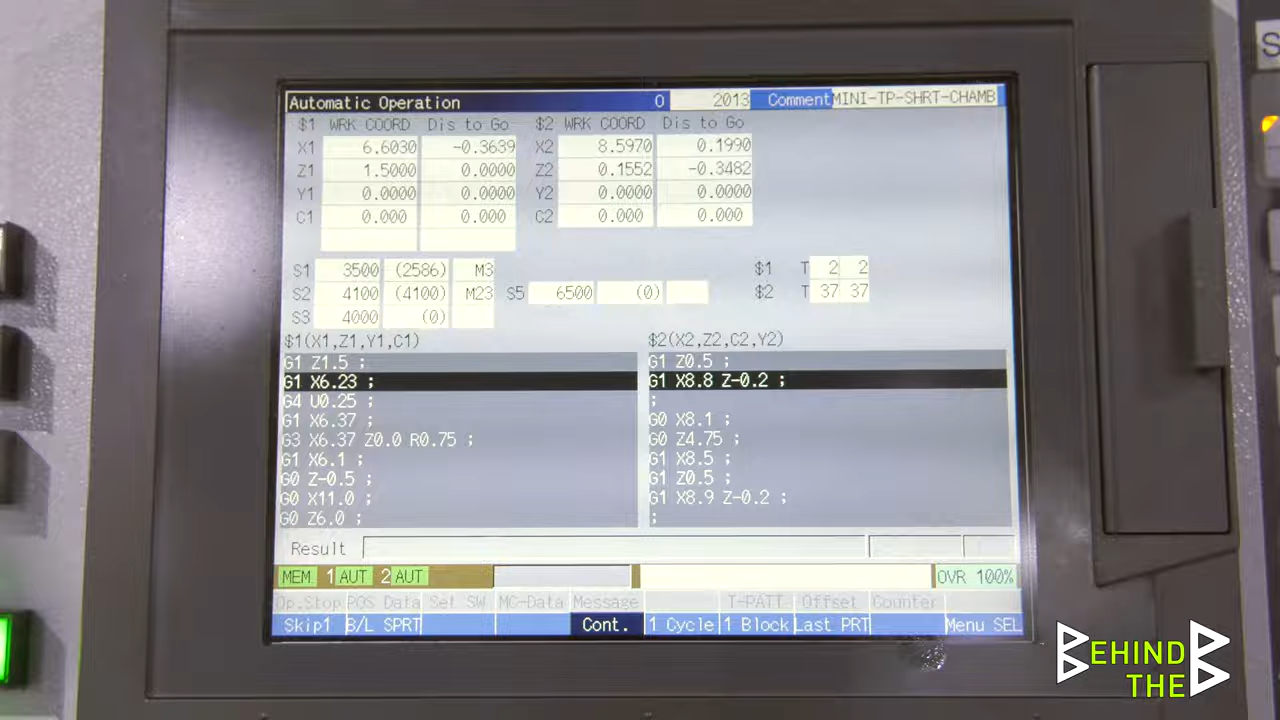 Automatic Operation O 2013 Comment MINI-TP-SHRT-CHAMB
$1 WRK COORD Dis to Go $2 WRK COORD Dis to Go
X1 6.6030 -0.3639 X2 8.5970 0.1990
Z1 1.5000 0.0000 Z2 0.1552 -0.3482
Y1 0.0000 0.0000 Y2 0.0000 0.0000
C1 0.000 0.000 C2 0.000 0.000
S1 3500 (2586) M3 $1 T 2 2
S2 4100 (4100) M23 S5 6500 (0) $2 T 37 37
S3 4000 (0)
$1(X1,Z1,Y1,C1) $2(X2,Z2,C2,Y2)
G1 Z1.5 ; G1 Z0.5 ;
G1 X6.23 ; G1 X8.8 Z-0.2 ;
G4 U0.25 ; ;
G1 X6.37 ; G0 X8.1 ;
G3 X6.37 Z0.0 R0.75 ; G0 Z4.75 ;
G1 X6.1 ; G1 X8.5 ;
G0 Z-0.5 ; G1 Z0.5 ;
G0 X11.0 ; G1 X8.9 Z-0.2 ;
G0 Z6.0 ; ;
Result
MEM 1 AUT 2 AUT OVR 100%
Op.Stop POS Data Set SW MC-Data Message T-PATT Offset Counter
Skip1 B/L SPRT Cont. 1 Cycle 1 Block Last PRT Menu SEL
BEHIND
THE B
S